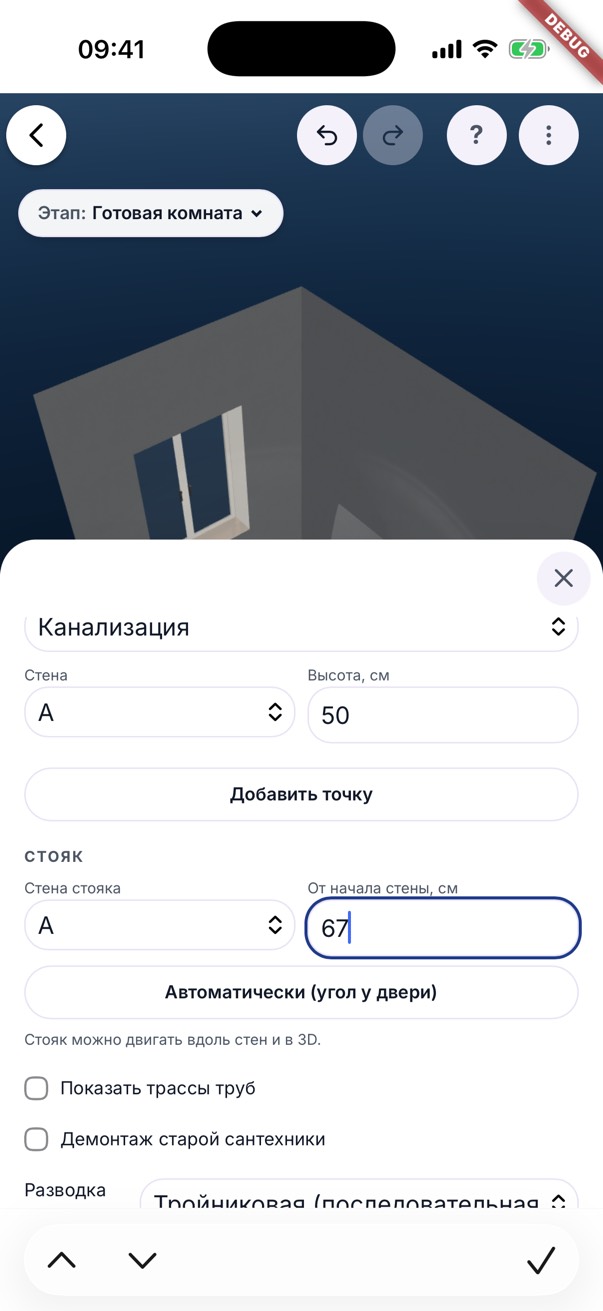 09:41
DEBUG
?
Этап: Готовая комната
Канализация
Стена
Высота, см
А
50
Добавить точку
СТОЯК
Стена стояка
От начала стены, см
А
67
Автоматически (угол у двери)
Стояк можно двигать вдоль стен и в 3D.
Показать трассы труб
Демонтаж старой сантехники
Разводка
Тройниковая (последовательная